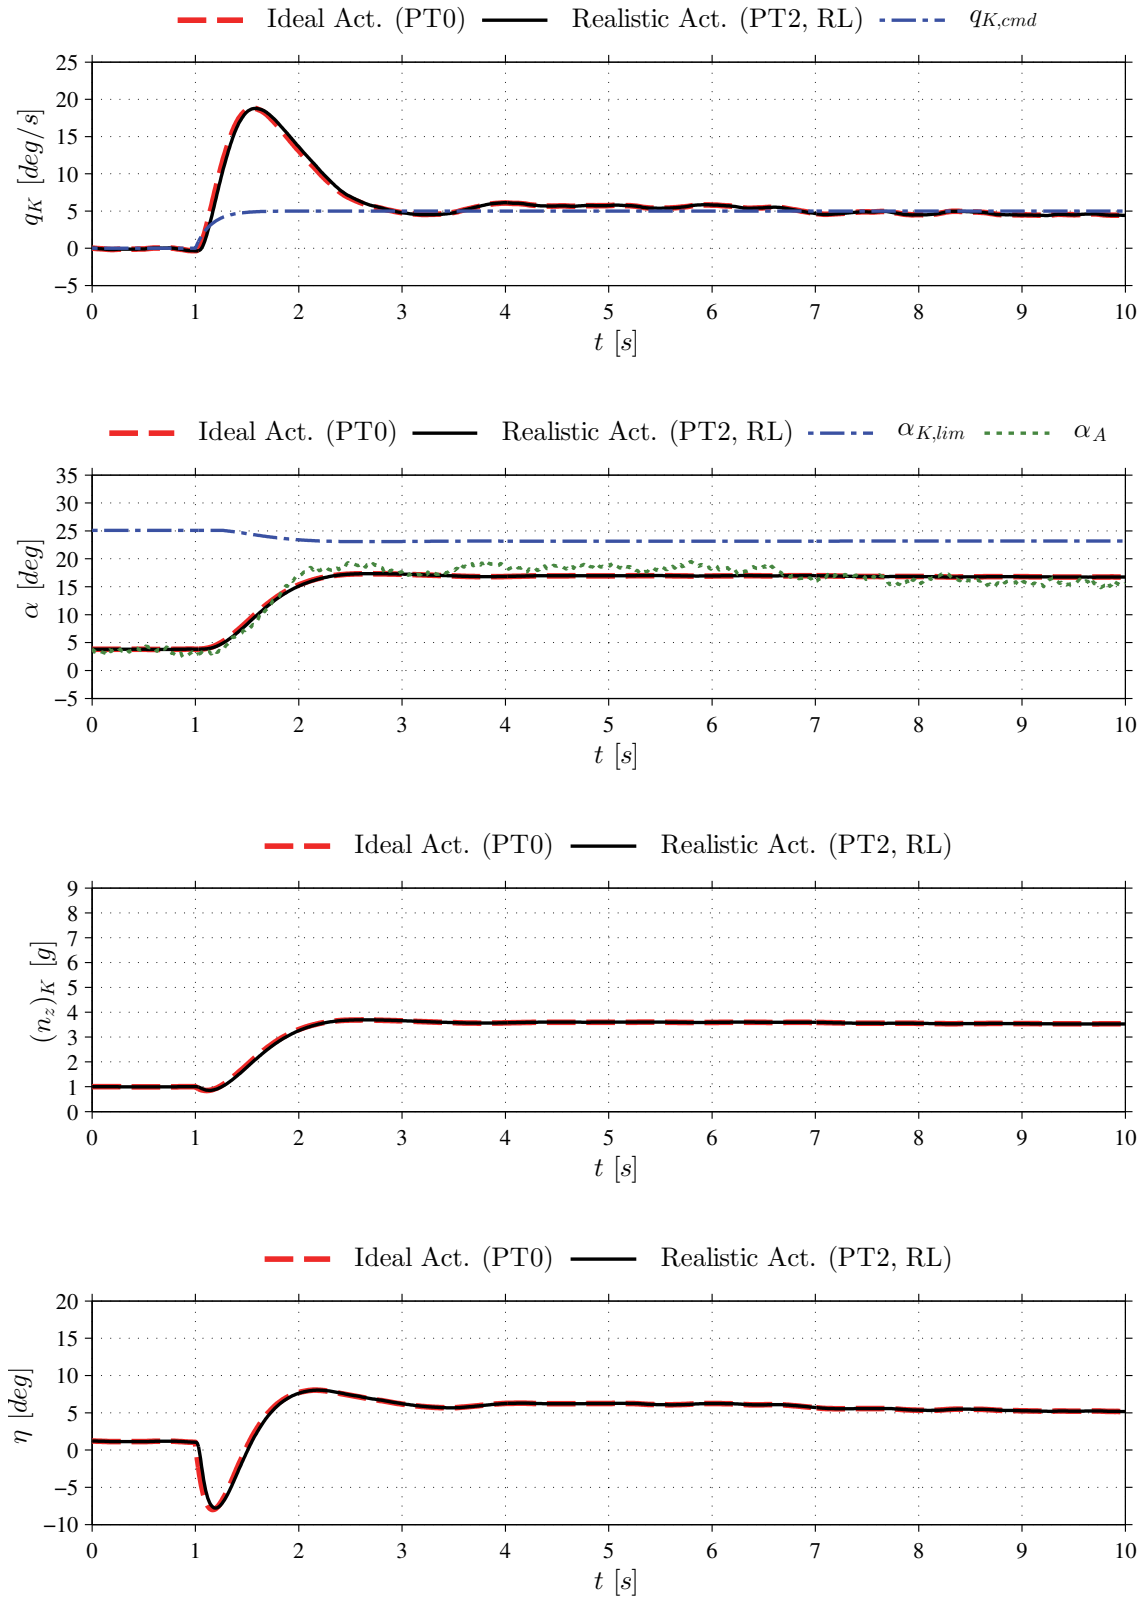 Ideal Act. (PT0) Realistic Act. (PT2, RL) q_{K,cmd}
25
20
15
10
5
0
−5
q_K [deg/s]
0 1 2 3 4 5 6 7 8 9 10
t [s]
Ideal Act. (PT0) Realistic Act. (PT2, RL) α_{K,lim} α_A
35
30
25
20
15
10
5
0
−5
α [deg]
0 1 2 3 4 5 6 7 8 9 10
t [s]
Ideal Act. (PT0) Realistic Act. (PT2, RL)
9
8
7
6
5
4
3
2
1
0
(n_z)_K [g]
0 1 2 3 4 5 6 7 8 9 10
t [s]
Ideal Act. (PT0) Realistic Act. (PT2, RL)
20
15
10
5
0
−5
−10
η [deg]
0 1 2 3 4 5 6 7 8 9 10
t [s]